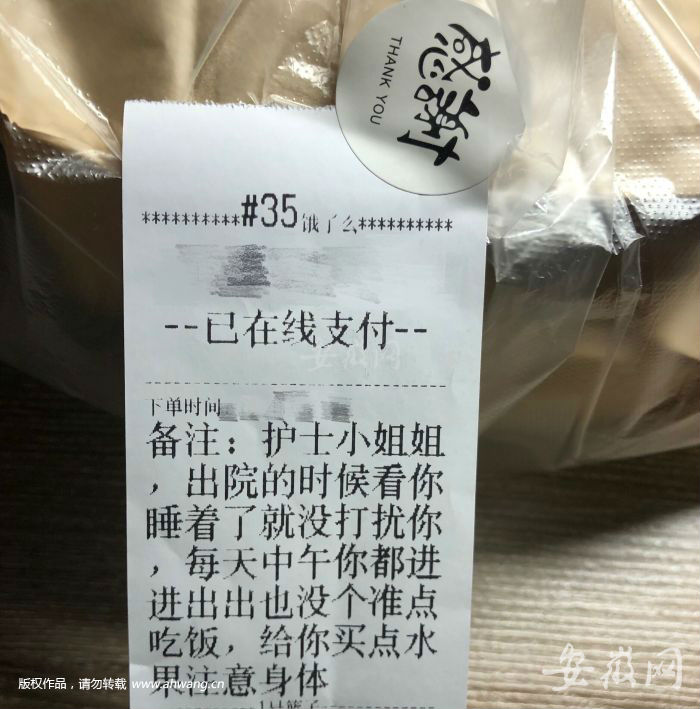 感謝
THANK YOU
**********#35饿了么**********
--已在线支付--
安徽网
下单时间
备注：护士小姐姐
，出院的时候看你
睡着了就没打扰你
，每天中午你都进
进出出也没个准点
吃饭，给你买点水
果注意身体
安徽网
版权作品，请勿转载 www.ahwang.cn